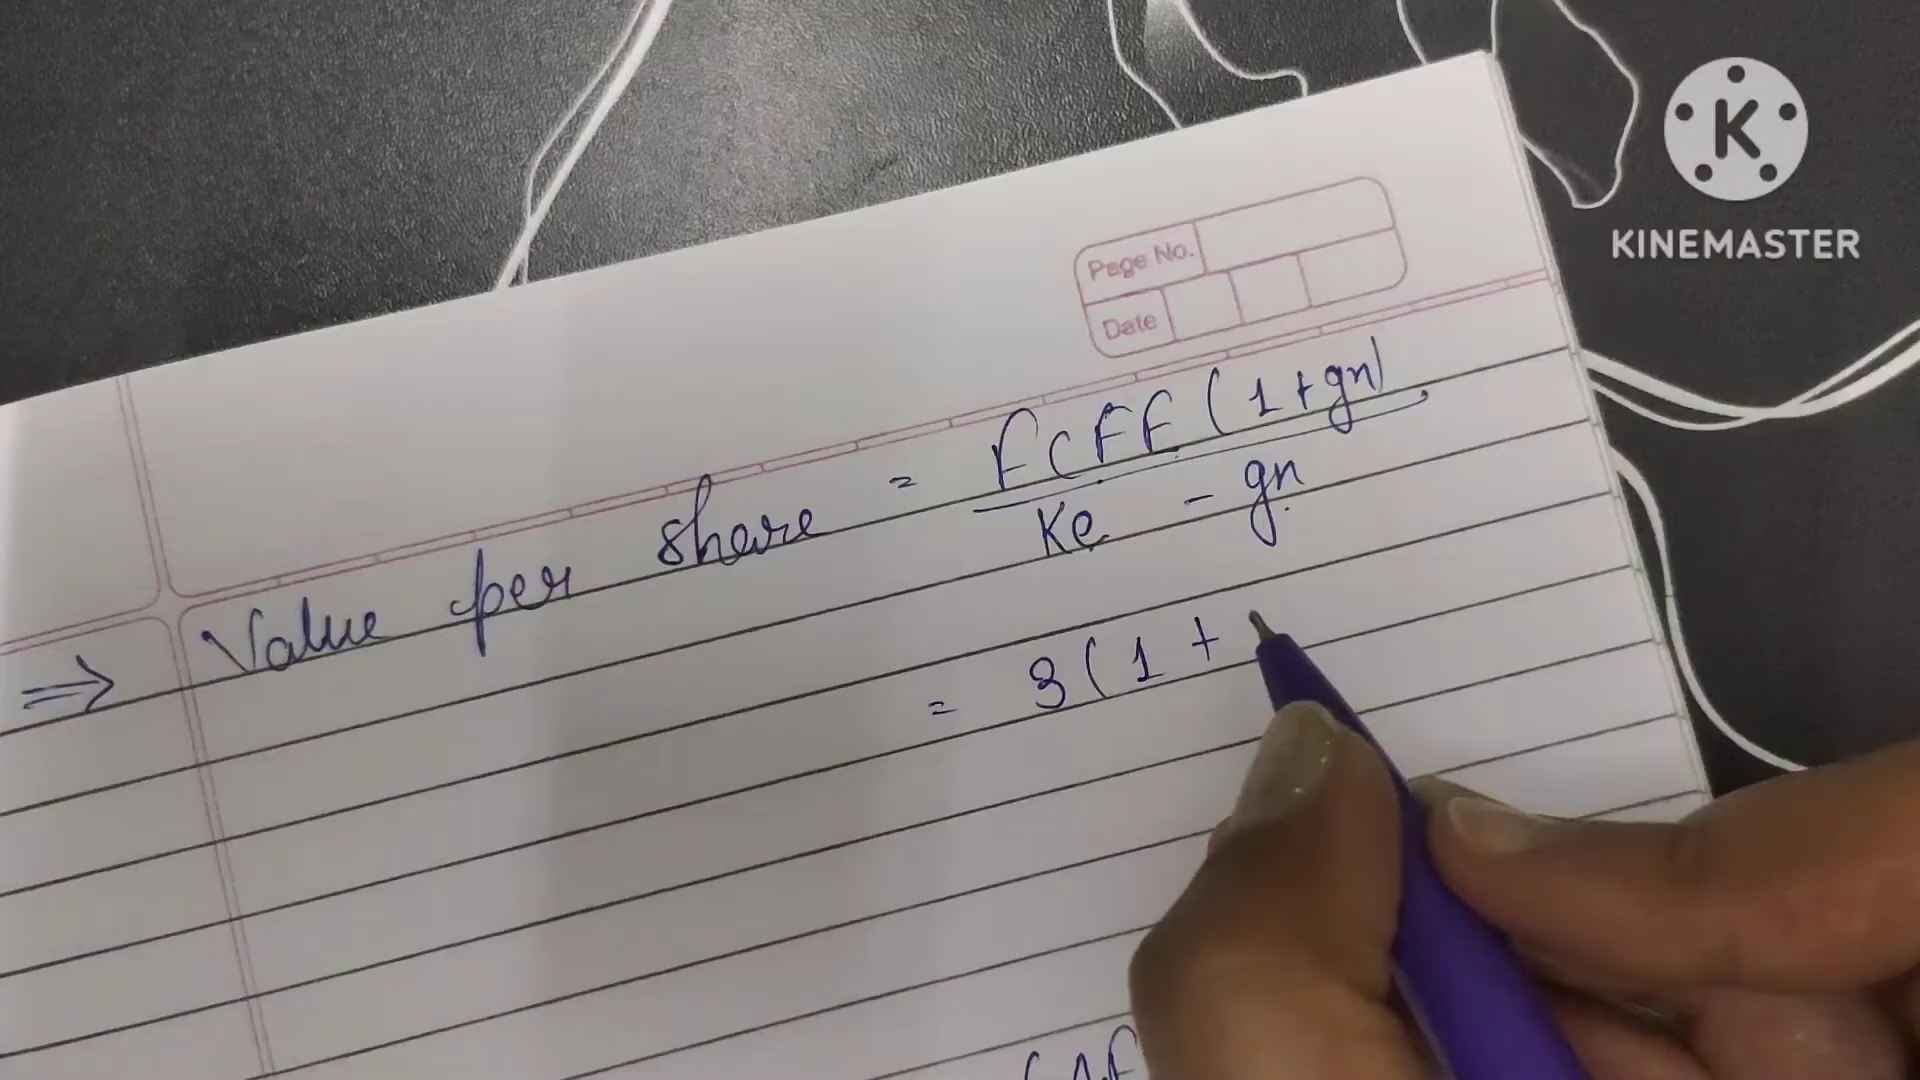 KINEMASTER
Page No.
Date
⇒ Value per share = FCFF (1 + gn) / Ke - gn
= 3 ( 1 +